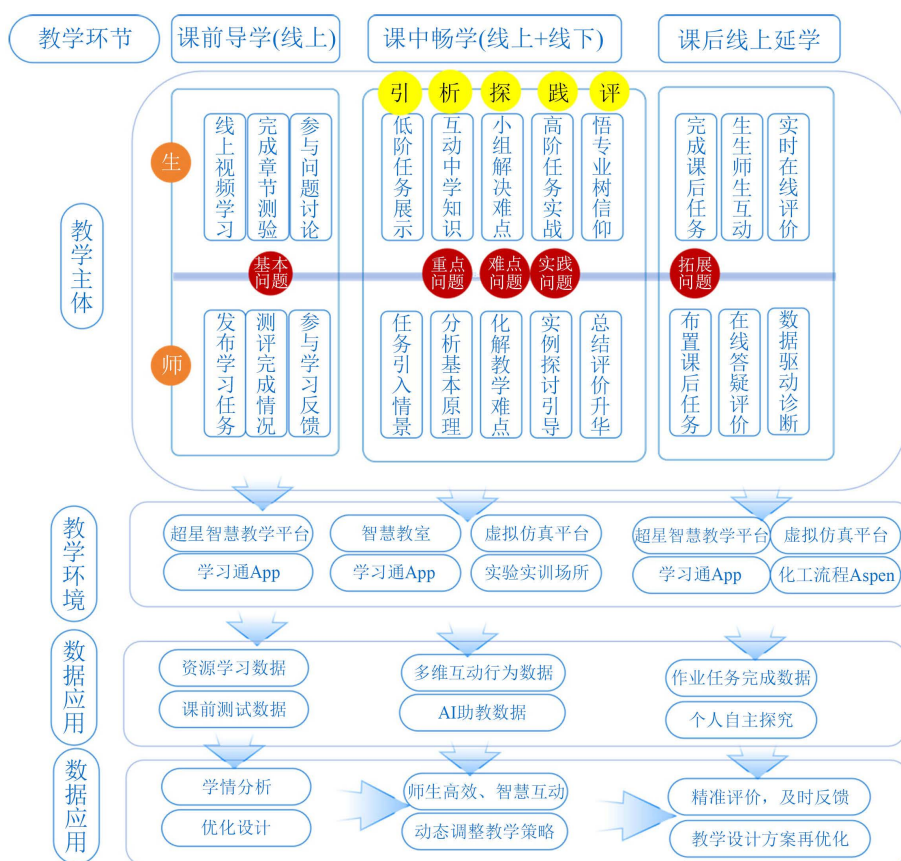 教学环节
课前导学(线上)
课中畅学(线上+线下)
课后线上延学
教学主体
生
线上视频学习
完成章节测验
参与问题讨论
引
析
探
践
评
低阶任务展示
互动中学知识
小组解决难点
高阶任务实战
悟专业树信仰
完成课后任务
生生师生互动
实时在线评价
基本
问题
重点
问题
难点
问题
实践
问题
拓展
问题
师
发布学习任务
测评完成情况
参与学习反馈
任务引入情景
分析基本原理
化解教学难点
实例探讨引导
总结评价升华
布置课后任务
在线答疑评价
数据驱动诊断
教学环境
超星智慧教学平台
学习通App
智慧教室
虚拟仿真平台
学习通App
实验实训场所
超星智慧教学平台
虚拟仿真平台
学习通App
化工流程Aspen
数据应用
资源学习数据
课前测试数据
多维互动行为数据
AI助教数据
作业任务完成数据
个人自主探究
数据应用
学情分析
优化设计
师生高效、智慧互动
动态调整教学策略
精准评价，及时反馈
教学设计方案再优化